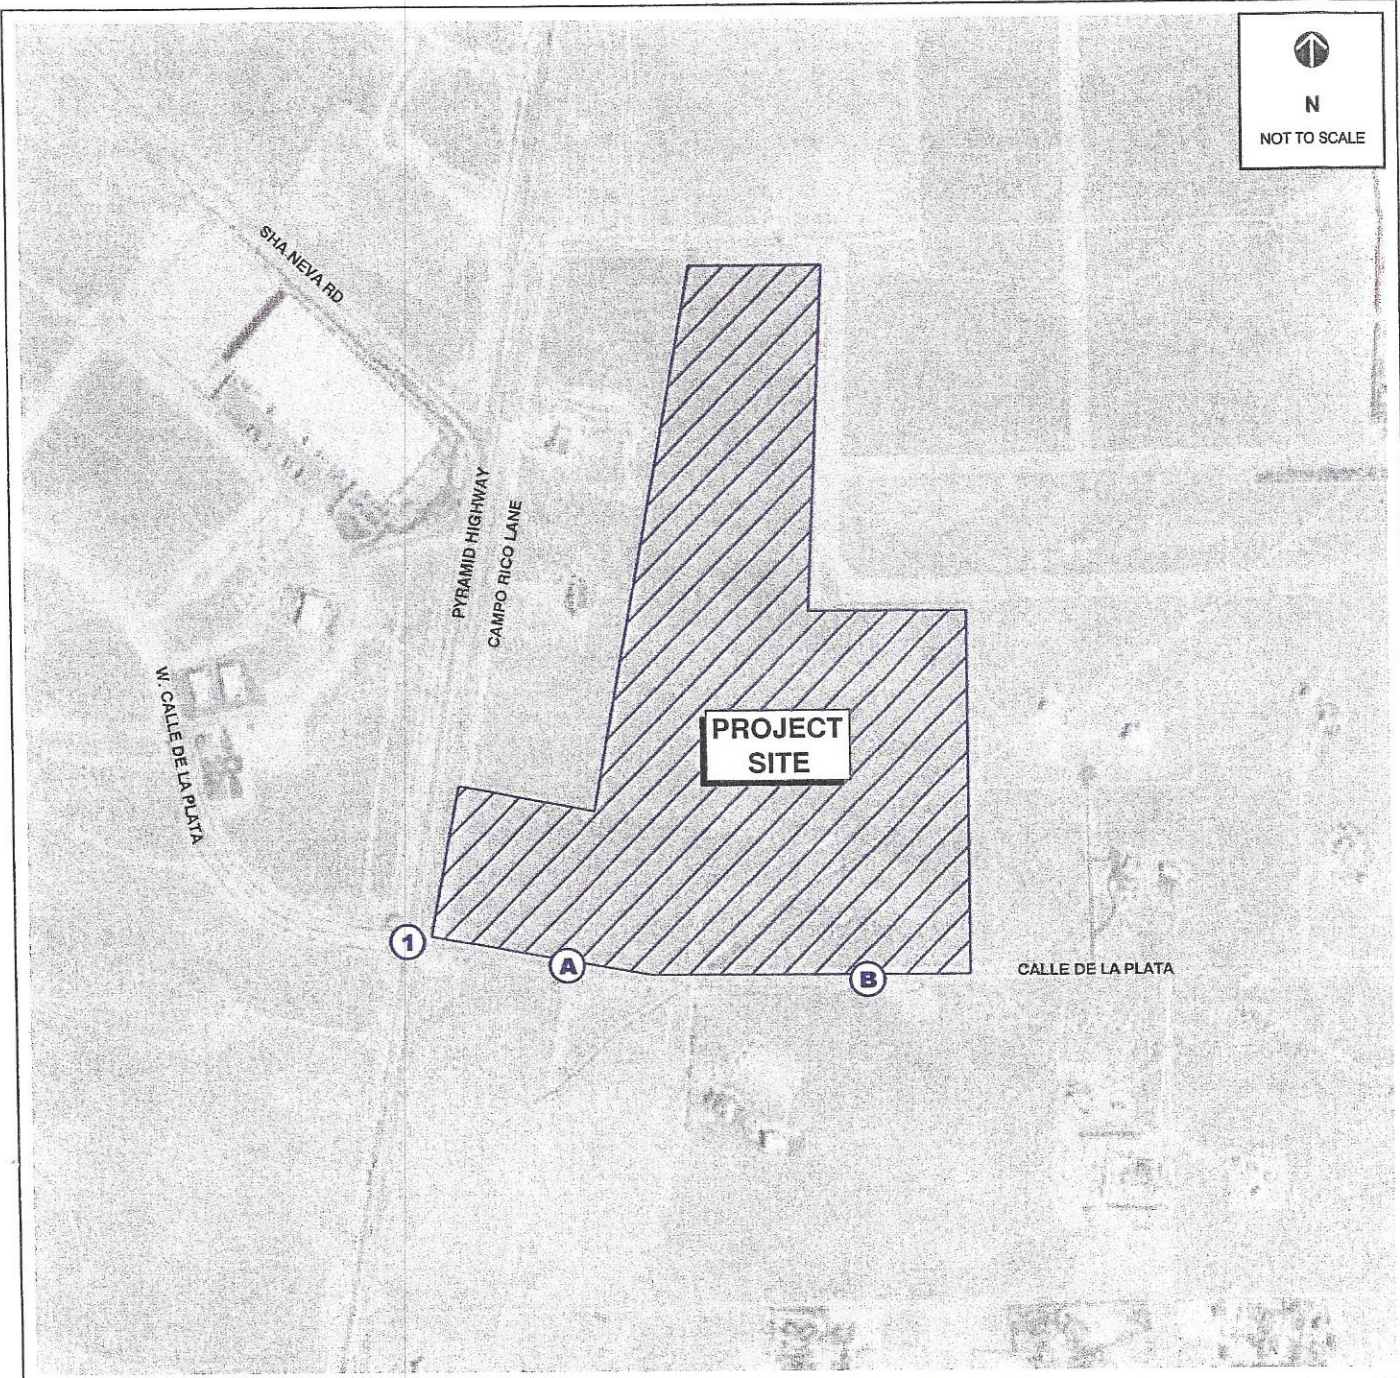 N
NOT TO SCALE
SHA NEVA RD
PYRAMID HIGHWAY
CAMPO RICO LANE
W. CALLE DE LA PLATA
PROJECT
SITE
1
A
B
CALLE DE LA PLATA